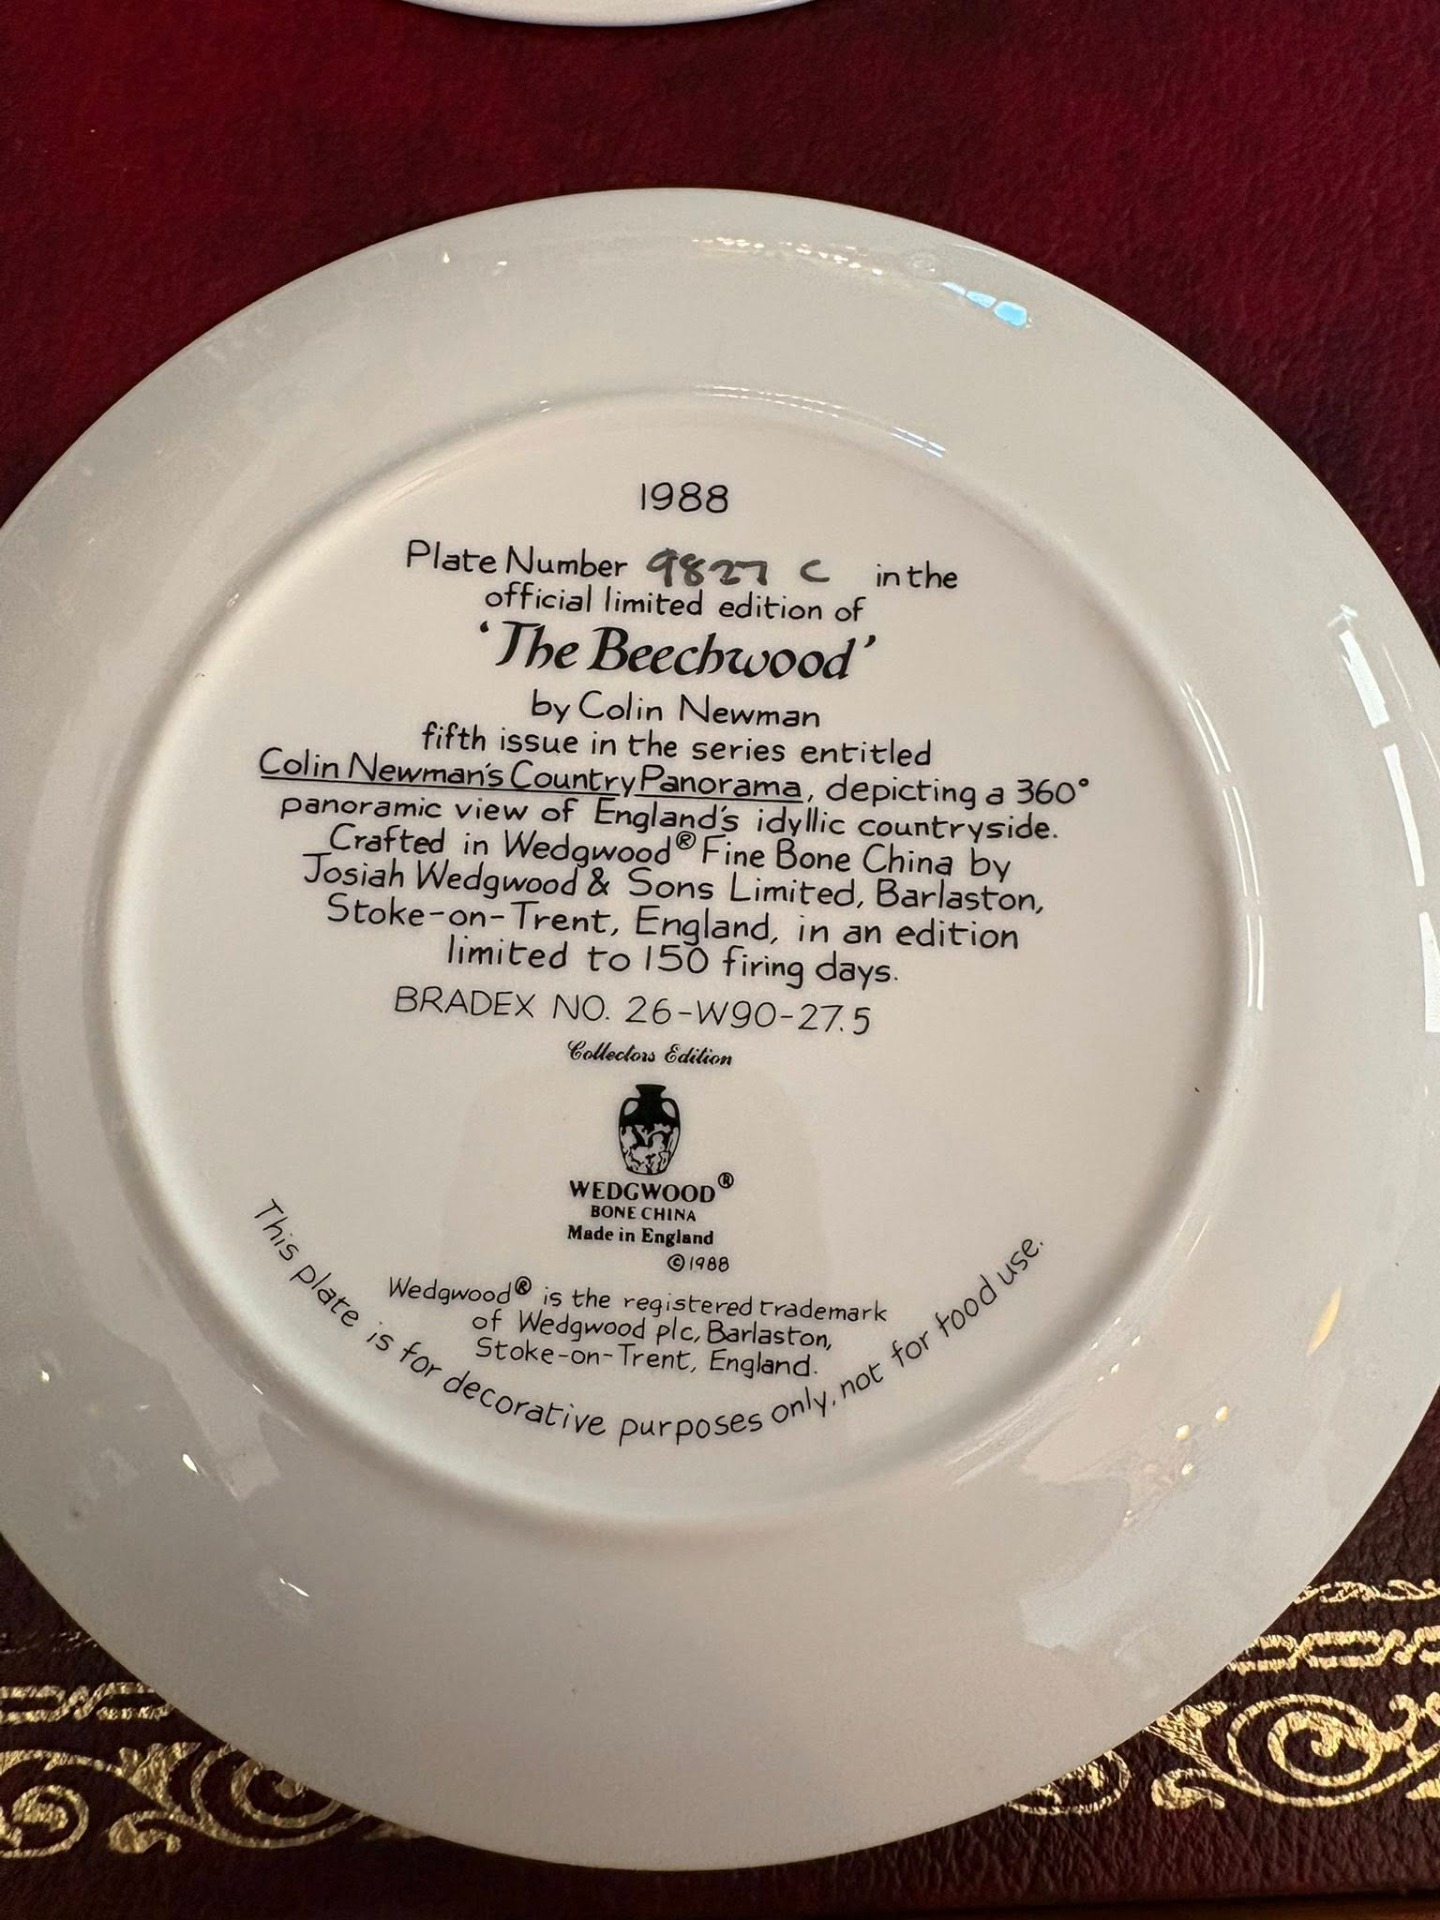 1988
Plate Number 9827 C in the
official limited edition of
'The Beechwood'
by Colin Newman
fifth issue in the series entitled
Colin Newman's Country Panorama, depicting a 360°
panoramic view of England's idyllic countryside.
Crafted in Wedgwood® Fine Bone China by
Josiah Wedgwood & Sons Limited, Barlaston,
Stoke-on-Trent, England, in an edition
limited to 150 firing days.
BRADEX NO. 26-W90-27.5
Collectors Edition
WEDGWOOD®
BONE CHINA
Made in England
©1988
Wedgwood® is the registered trademark
of Wedgwood plc, Barlaston,
Stoke-on-Trent, England.
This plate is for decorative purposes only, not for food use.